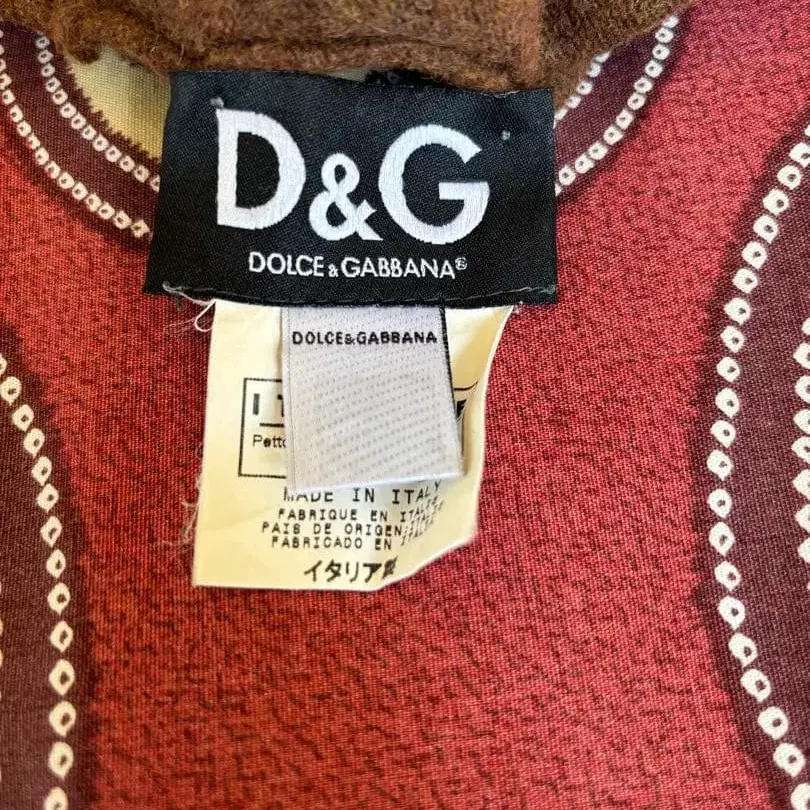 D&G
DOLCE & GABBANA®
DOLCE&GABBANA
I
Petto
MADE IN ITALY
FABRIQUE EN ITALIE
PAIS DE ORIGEN:ITALIA
FABRICADO EN ITALIA
イタリア製